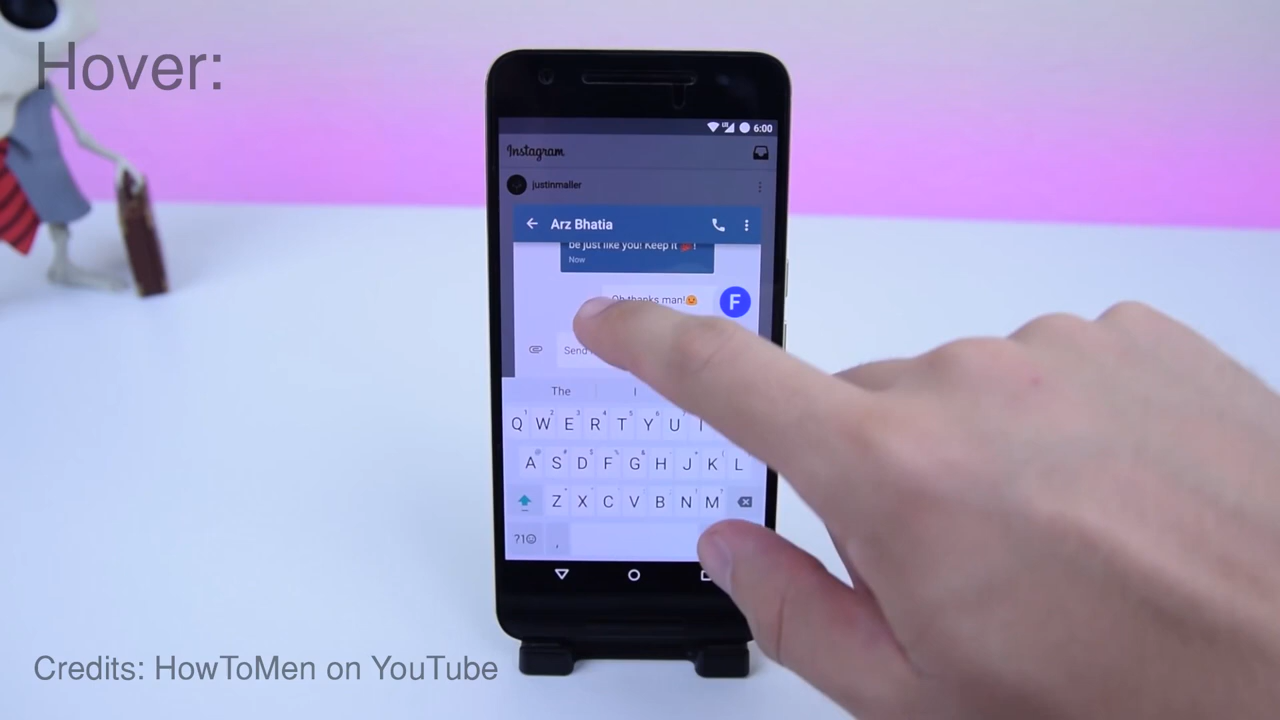 Hover:
6:00
Instagram
justinmaller
Arz Bhatia
be just like you! Keep it
Now
Oh thanks man!
F
Send
The I
Q W E R T Y U I
A S D F G H J K L
Z X C V B N M
?1 ,
Credits: HowToMen on YouTube